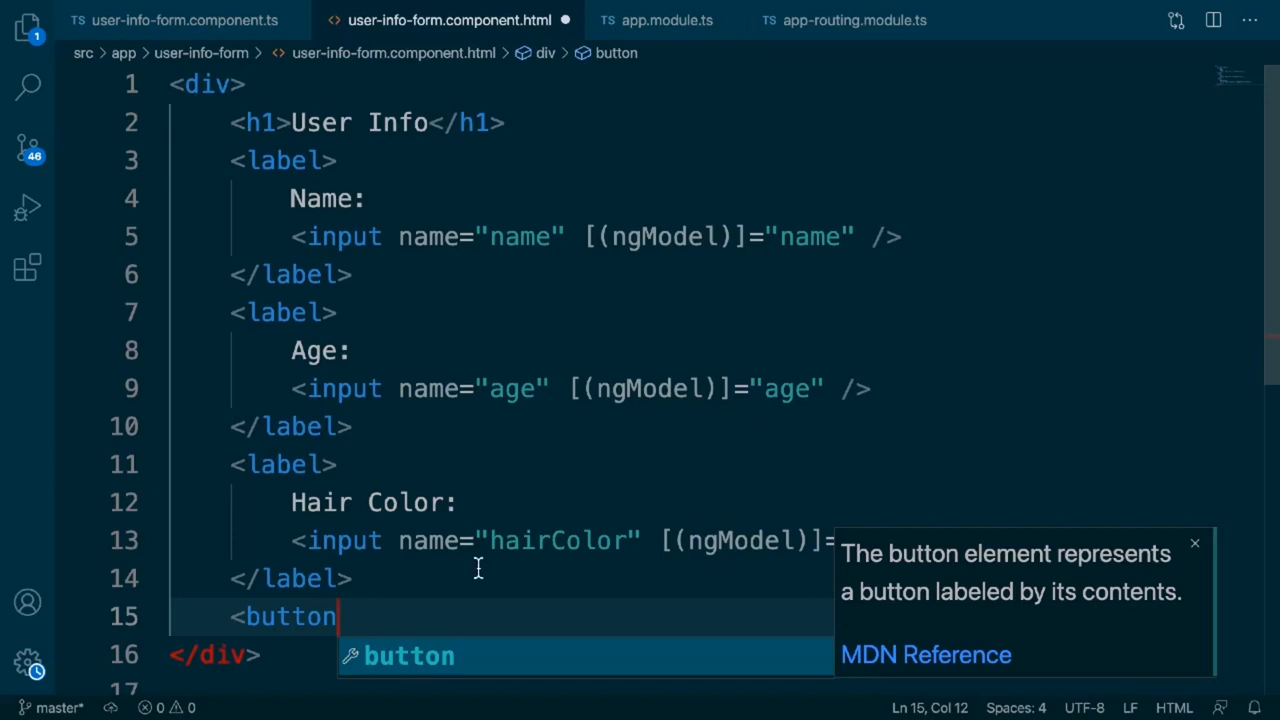 1
TS user-info-form.component.ts
<> user-info-form.component.html
TS app.module.ts
TS app-routing.module.ts
src > app > user-info-form > <> user-info-form.component.html > div > button
1 <div>
2 <h1>User Info</h1>
3 <label>
4 Name:
5 <input name="name" [(ngModel)]="name" />
6 </label>
7 <label>
8 Age:
9 <input name="age" [(ngModel)]="age" />
10 </label>
11 <label>
12 Hair Color:
13 <input name="hairColor" [(ngModel)]=
14 </label>
15 <button
16 </div>
17
button
The button element represents
a button labeled by its contents.
MDN Reference
46
master* 0 0 Ln 15, Col 12 Spaces: 4 UTF-8 LF HTML